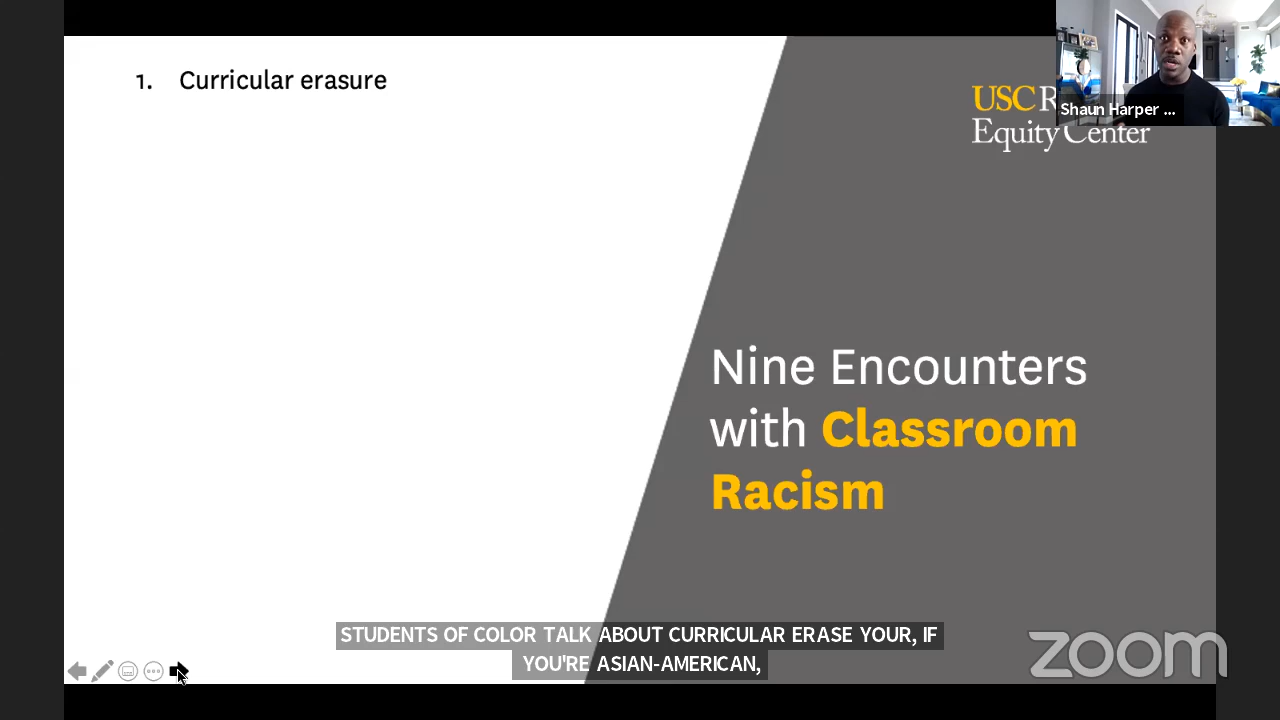 1. Curricular erasure
USC
Equity Center
Shaun Harper ...
Nine Encounters
with Classroom
Racism
STUDENTS OF COLOR TALK ABOUT CURRICULAR ERASE YOUR, IF
YOU'RE ASIAN-AMERICAN,
zoom